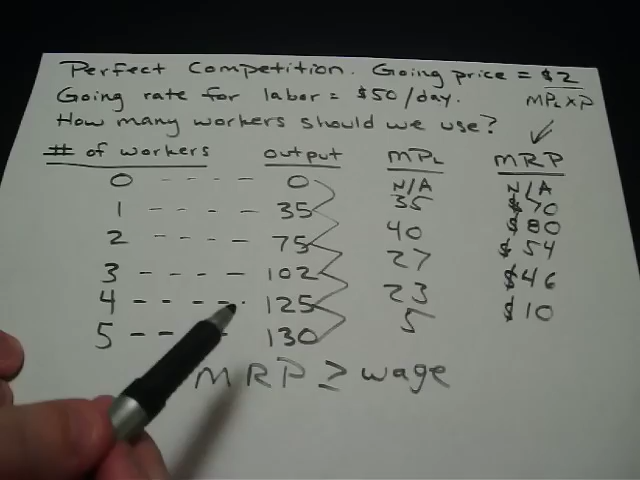 Perfect Competition. Going price = $2
Going rate for labor = $50/day. MPL x P
How many workers should we use?
# of workers output MPL MRP
0 - - - - 0 N/A N/A
1 - - - - 35 35 $70
2 - - - - 75 40 $80
3 - - - - 102 27 $54
4 - - - - 125 23 $46
5 - - - 130 5 $10
MRP ≥ wage